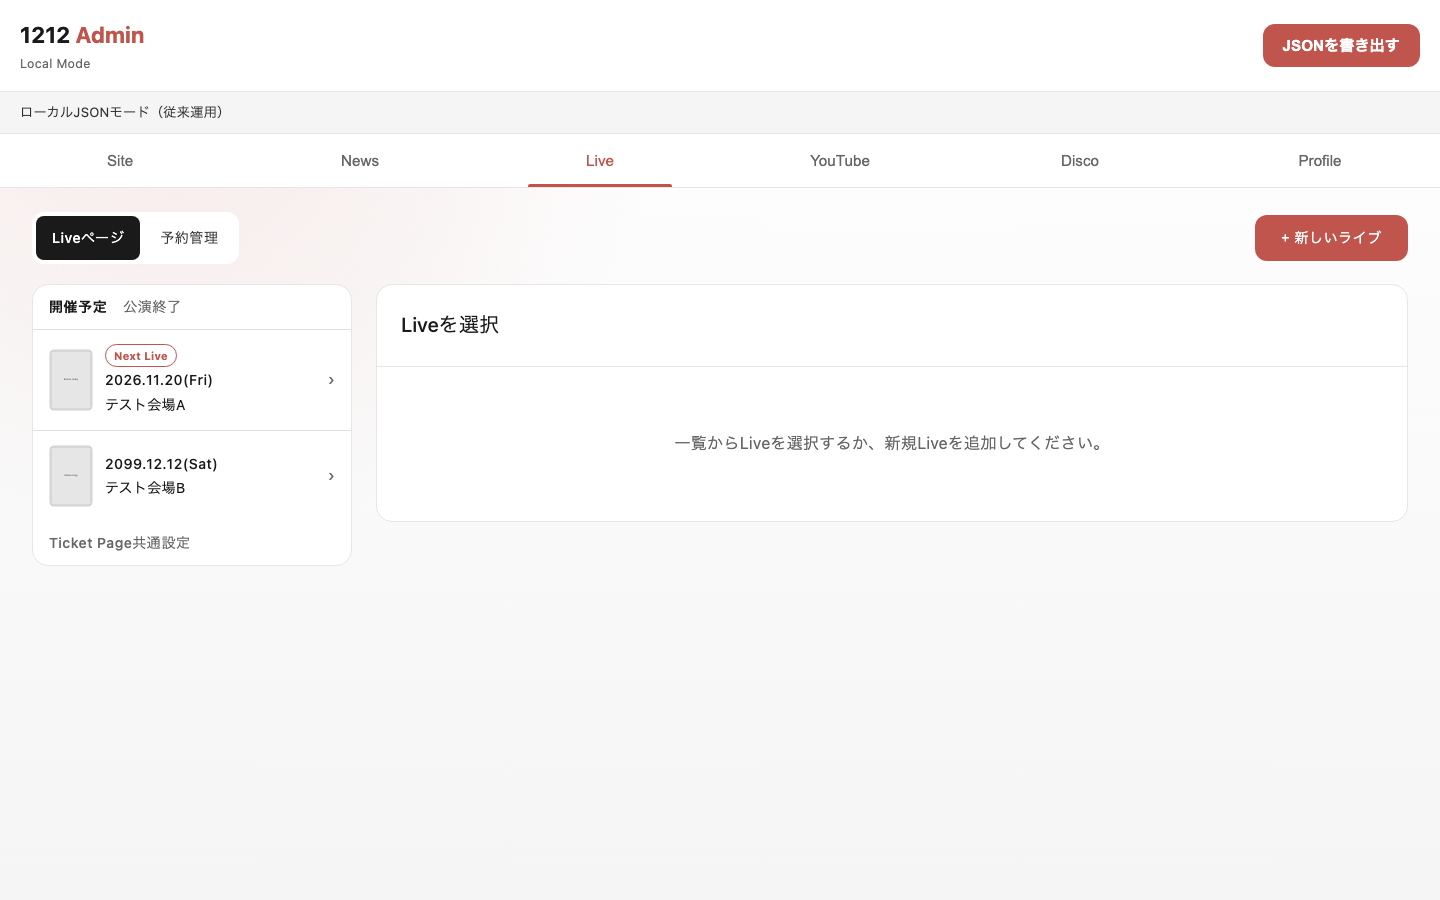 1212 Admin
Local Mode
JSONを書き出す
ローカルJSONモード（従来運用）
Site
News
Live
YouTube
Disco
Profile
Liveページ
予約管理
+ 新しいライブ
開催予定
公演終了
Next Live
2026.11.20(Fri)
テスト会場A
›
2099.12.12(Sat)
テスト会場B
›
Ticket Page共通設定
Liveを選択
一覧からLiveを選択するか、新規Liveを追加してください。